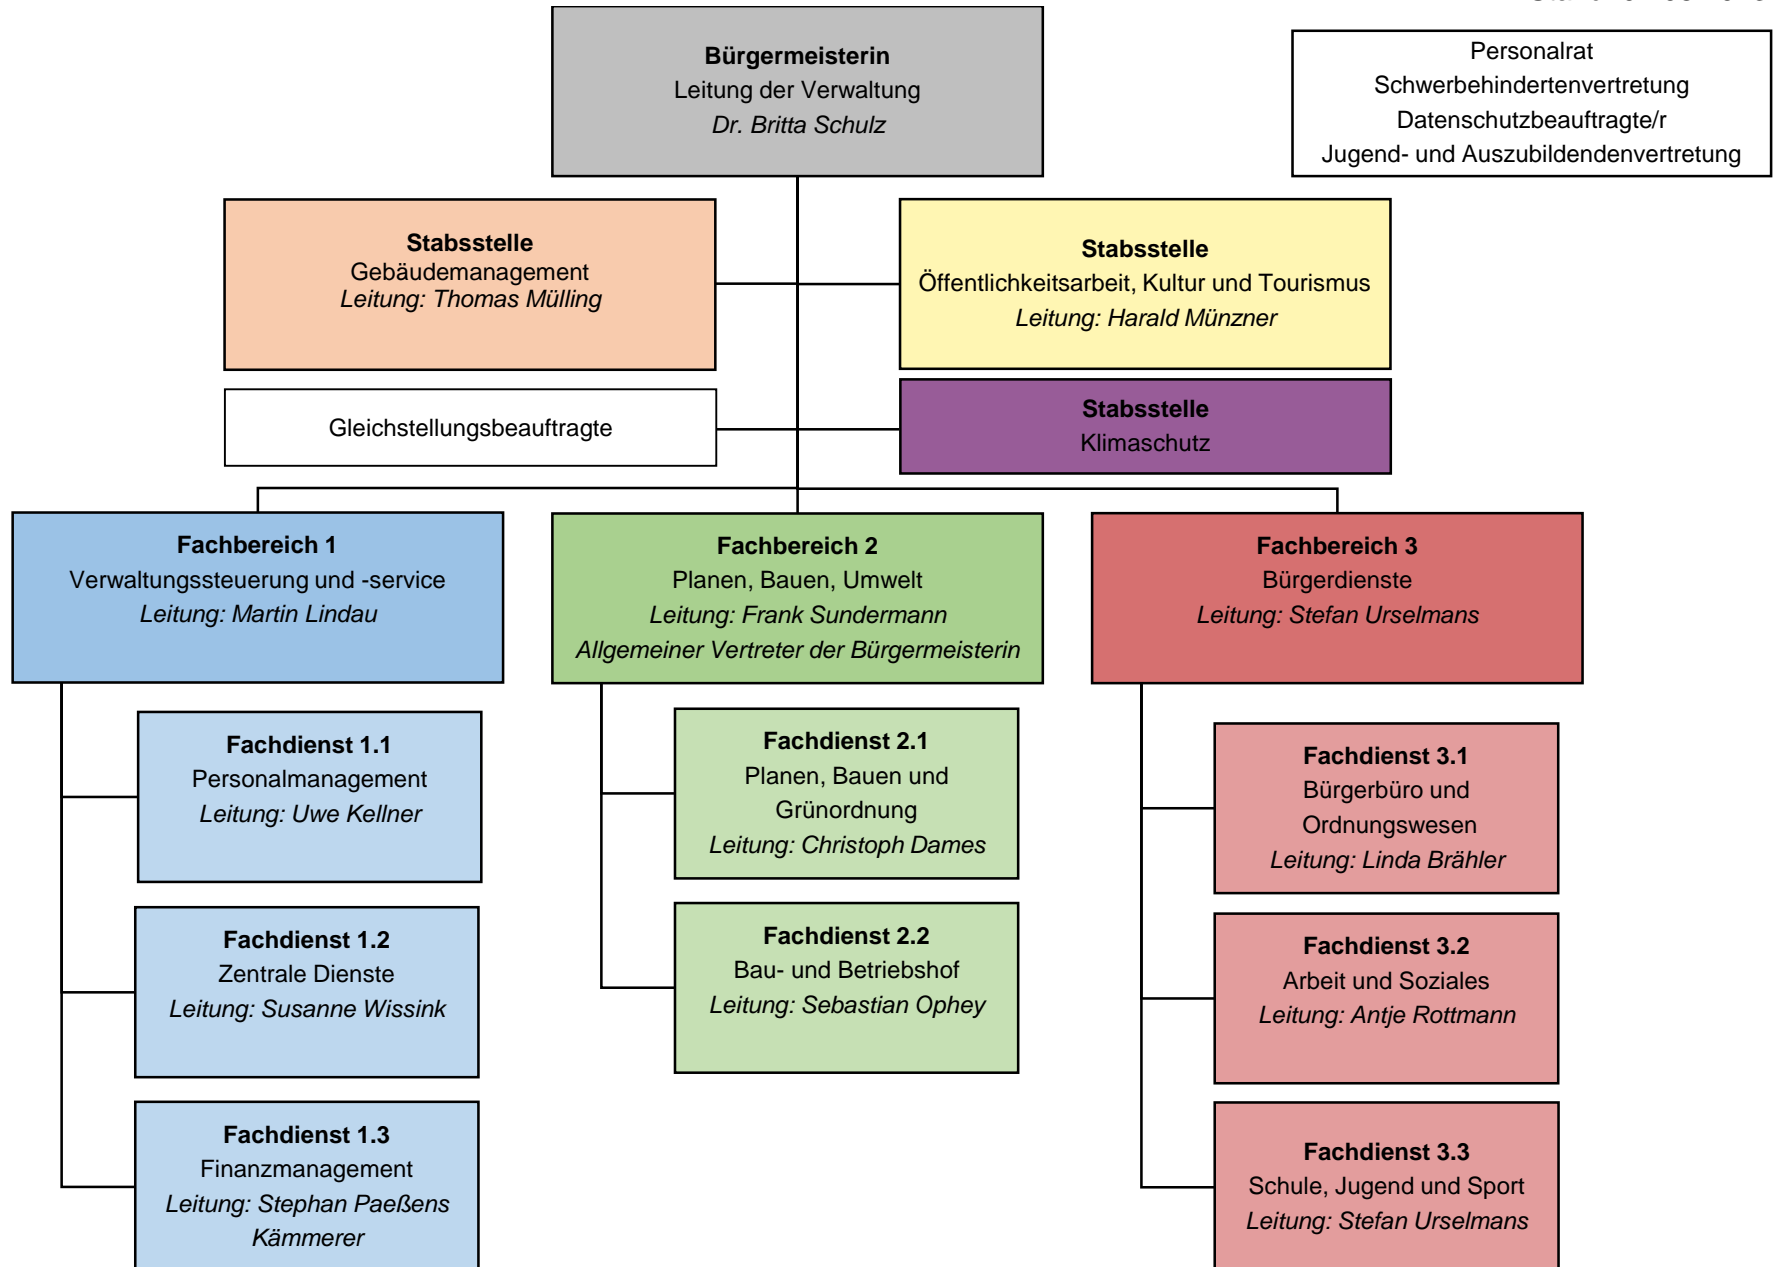 Bürgermeisterin
Leitung der Verwaltung
Dr. Britta Schulz
Personalrat
Schwerbehindertenvertretung
Datenschutzbeauftragte/r
Jugend- und Auszubildendenvertretung
Stabsstelle
Gebäudemanagement
Leitung: Thomas Mülling
Stabsstelle
Öffentlichkeitsarbeit, Kultur und Tourismus
Leitung: Harald Münzner
Gleichstellungsbeauftragte
Stabsstelle
Klimaschutz
Fachbereich 1
Verwaltungssteuerung und -service
Leitung: Martin Lindau
Fachbereich 2
Planen, Bauen, Umwelt
Leitung: Frank Sundermann
Allgemeiner Vertreter der Bürgermeisterin
Fachbereich 3
Bürgerdienste
Leitung: Stefan Urselmans
Fachdienst 1.1
Personalmanagement
Leitung: Uwe Kellner
Fachdienst 1.2
Zentrale Dienste
Leitung: Susanne Wissink
Fachdienst 1.3
Finanzmanagement
Leitung: Stephan Paeßens
Kämmerer
Fachdienst 2.1
Planen, Bauen und
Grünordnung
Leitung: Christoph Dames
Fachdienst 2.2
Bau- und Betriebshof
Leitung: Sebastian Ophey
Fachdienst 3.1
Bürgerbüro und
Ordnungswesen
Leitung: Linda Brähler
Fachdienst 3.2
Arbeit und Soziales
Leitung: Antje Rottmann
Fachdienst 3.3
Schule, Jugend und Sport
Leitung: Stefan Urselmans